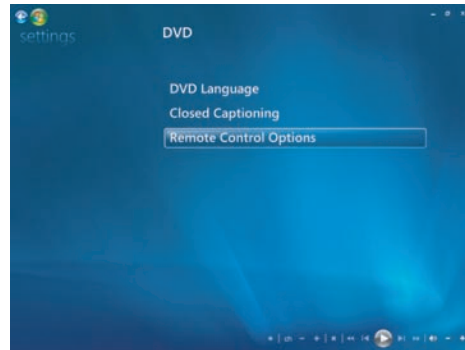 settings
DVD
DVD Language
Closed Captioning
Remote Control Options